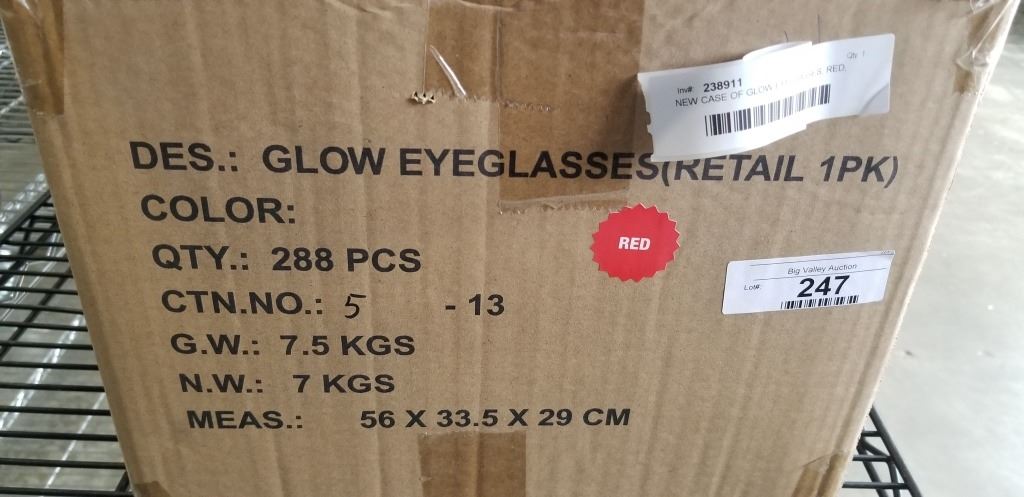 Qty 1
Inv#: 238911
RED,
NEW CASE OF GLOW
DES.: GLOW EYEGLASSES(RETAIL 1PK)
COLOR:
RED
QTY.: 288 PCS
Big Valley Auction
Lot#: 247
CTN.NO.: 5 - 13
G.W.: 7.5 KGS
N.W.: 7 KGS
MEAS.: 56 X 33.5 X 29 CM